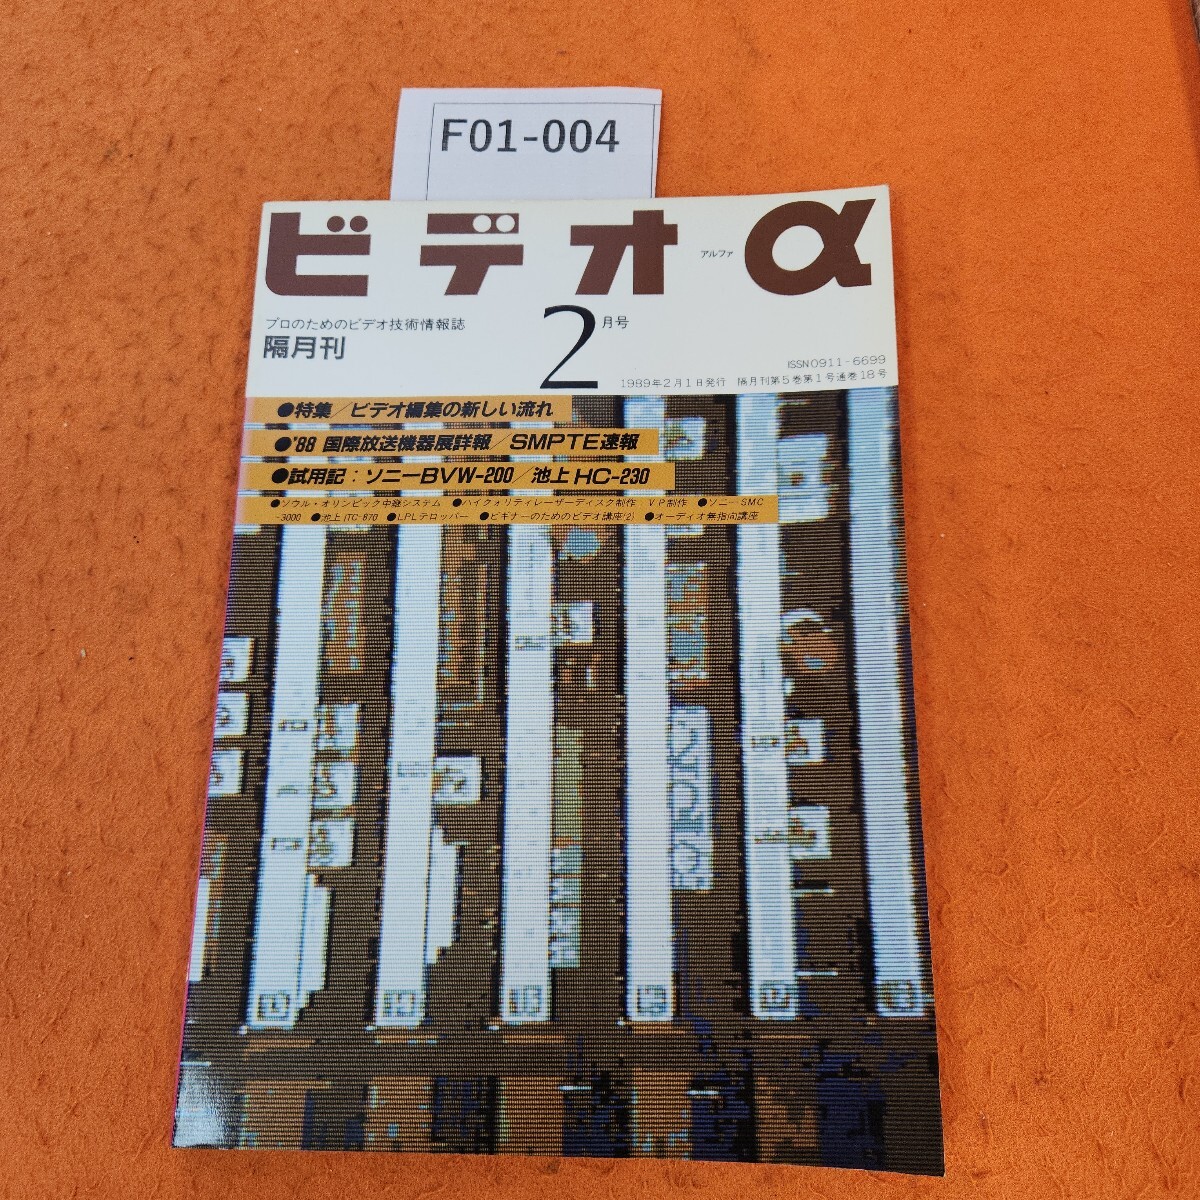 F01-004
ビデオα
アルファ
プロのためのビデオ技術情報誌
隔月刊
2月号
ISSN0911-6699
1989年2月1日発行 隔月刊第5巻第1号通巻18号
●特集/ビデオ編集の新しい流れ
●'88 国際放送機器展詳報/SMPTE速報
●試用記:ソニーBVW-200/池上HC-230
●ソウル・オリンピック中継システム ●ハイクォリティレーザーディスク制作 VP制作 ●ソニーSMC
-3000 ●池上ITC-870 ●LPLテロッパー ●ビギナーのためのビデオ講座(2) ●オーディオ無指向講座